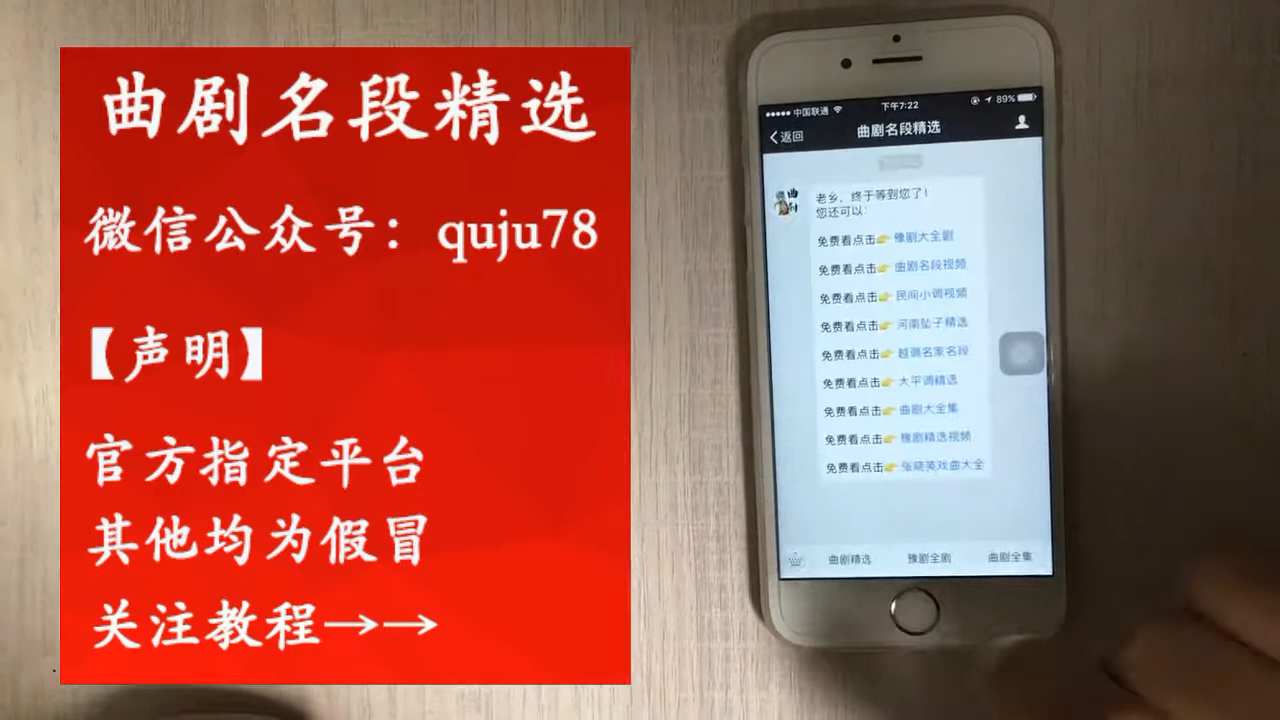 曲剧名段精选
微信公众号：quju78
【声明】
官方指定平台
其他均为假冒
关注教程→→
中国联通 下午7:22 89%
返回 曲剧名段精选
曲剧
老乡，终于等到您了！
您还可以：
免费看点击👉豫剧大全剧
免费看点击👉曲剧名段视频
免费看点击👉民间小调视频
免费看点击👉河南坠子精选
免费看点击👉越调名家名段
免费看点击👉大平调精选
免费看点击👉曲剧大全集
免费看点击👉豫剧精选视频
免费看点击👉张晓英戏曲大全
曲剧精选 豫剧全剧 曲剧全集